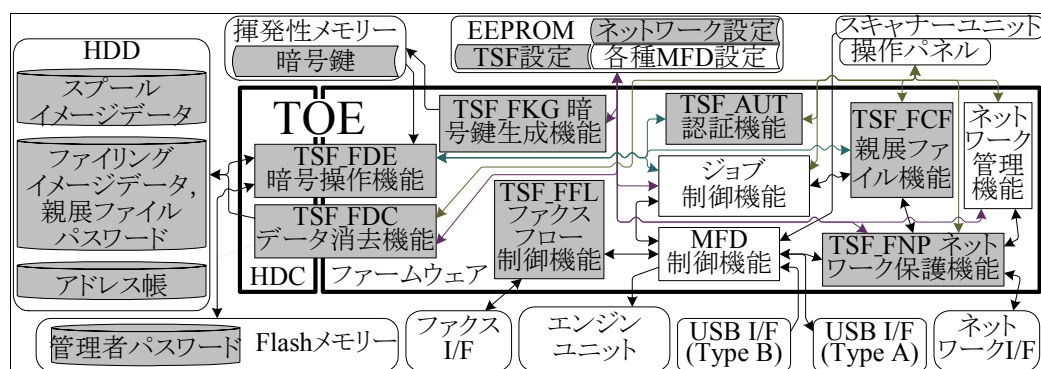 HDD
スプール
イメージデータ
ファイリング
イメージデータ,
親展ファイル
パスワード
アドレス帳
揮発性メモリー
暗号鍵
EEPROM
ネットワーク設定
TSF設定
各種MFD設定
スキャナーユニット
操作パネル
TOE
TSF_FKG 暗
号鍵生成機能
TSF_AUT
認証機能
TSF_FCF
親展ファ
イル機能
ネット
ワーク
管理
機能
TSF_FDE
暗号操作機能
ジョブ
制御機能
TSF_FDC
データ消去機能
TSF_FFL
ファクス
フロー
制御機能
MFD
制御機能
TSF_FNP ネット
ワーク保護機能
HDC
ファームウェア
管理者パスワード
Flashメモリー
ファクス
I/F
エンジン
ユニット
USB I/F
(Type B)
USB I/F
(Type A)
ネット
ワークI/F